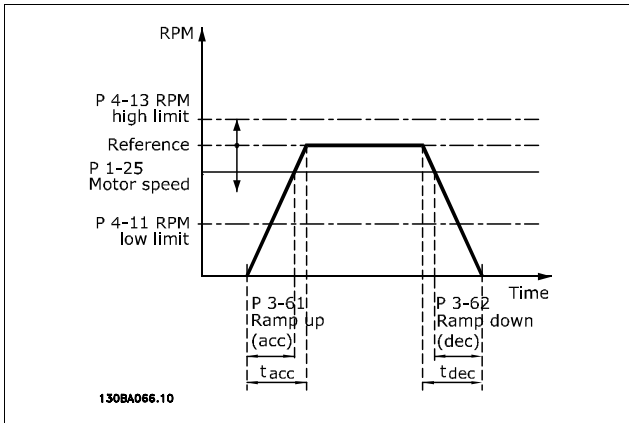 RPM
P 4-13 RPM
high limit
Reference
P 1-25
Motor speed
P 4-11 RPM
low limit
Time
P 3-61
Ramp up
(acc)
P 3-62
Ramp down
(dec)
tacc
tdec
130BA066.10